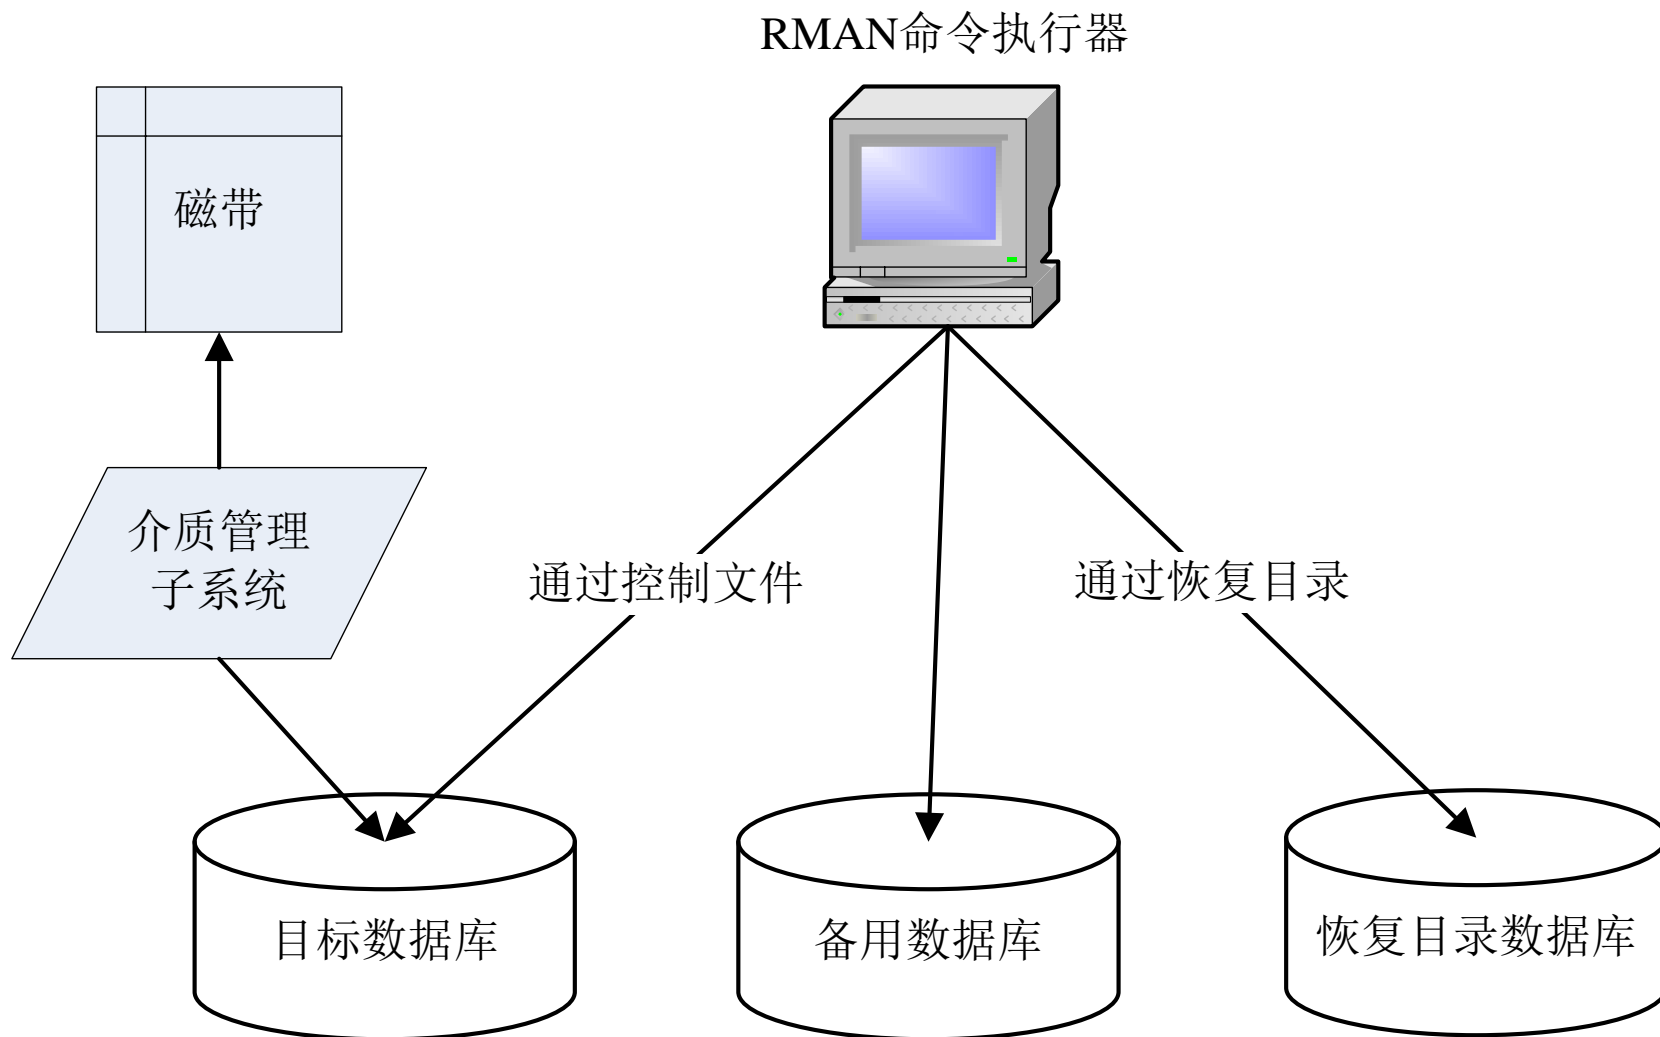 RMAN命令执行器
磁带
介质管理
子系统
通过控制文件
通过恢复目录
目标数据库
备用数据库
恢复目录数据库